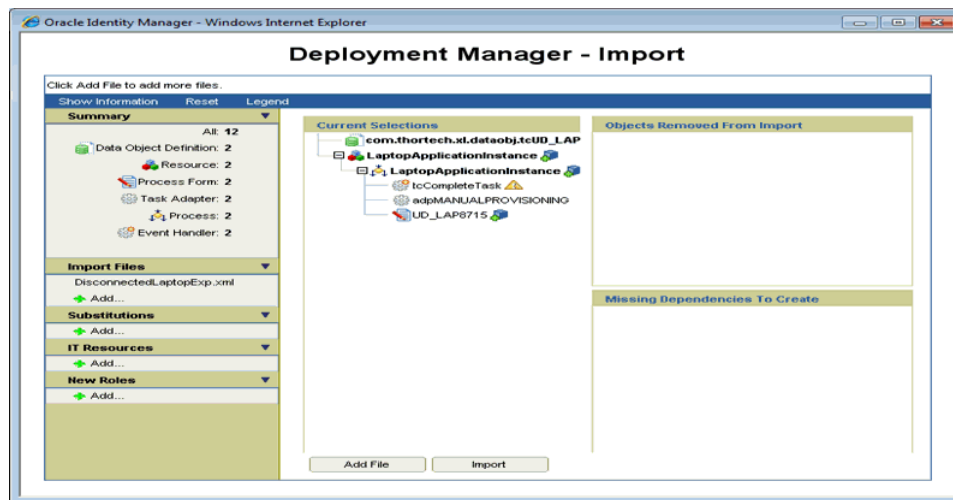 Oracle Identity Manager - Windows Internet Explorer
Deployment Manager - Import
Click Add File to add more files.
Show Information Reset Legend
Summary
All: 12
Data Object Definition: 2
Resource: 2
Process Form: 2
Task Adapter: 2
Process: 2
Event Handler: 2
Import Files
DisconnectedLaptopExp.xml
Add...
Substitutions
Add...
IT Resources
Add...
New Roles
Add...
Current Selections
com.thortech.xl.dataobj.tcUD_LAP
LaptopApplicationInstance
LaptopApplicationInstance
tcCompleteTask
adpMANUALPROVISIONING
UD_LAP8715
Objects Removed From Import
Missing Dependencies To Create
Add File Import